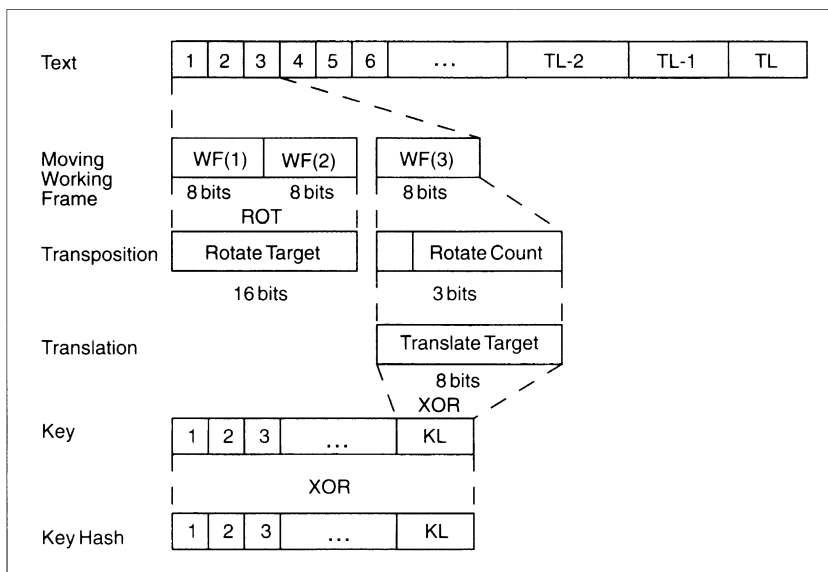 Text 1 2 3 4 5 6 ... TL-2 TL-1 TL
Moving
Working
Frame
WF(1) WF(2) WF(3)
8 bits 8 bits 8 bits
ROT
Transposition Rotate Target Rotate Count
16 bits 3 bits
Translation Translate Target
8 bits
XOR
Key 1 2 3 ... KL
XOR
Key Hash 1 2 3 ... KL